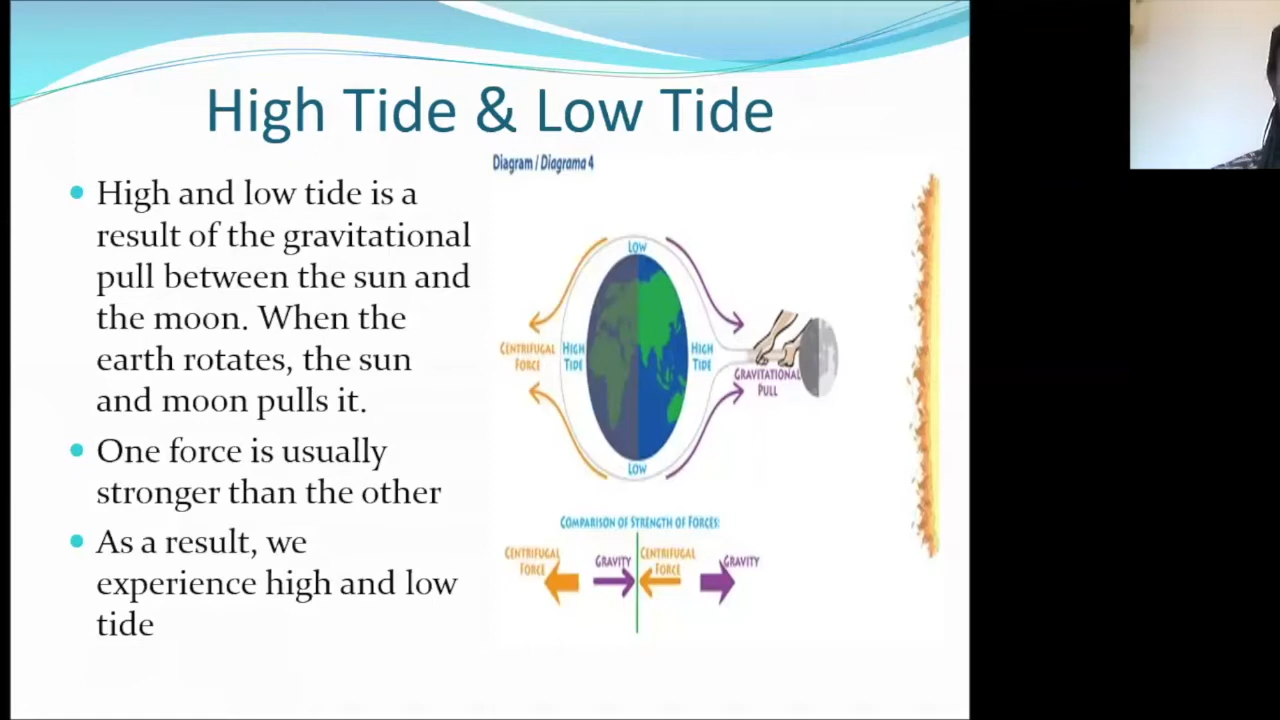 High Tide & Low Tide
High and low tide is a
result of the gravitational
pull between the sun and
the moon. When the
earth rotates, the sun
and moon pulls it.
One force is usually
stronger than the other
As a result, we
experience high and low
tide
Diagram / Diagrama 4
LOW
CENTRIFUGAL
FORCE
HIGH
TIDE
HIGH
TIDE
GRAVITATIONAL
PULL
LOW
COMPARISON OF STRENGTH OF FORCES:
CENTRIFUGAL
FORCE
GRAVITY
CENTRIFUGAL
FORCE
GRAVITY